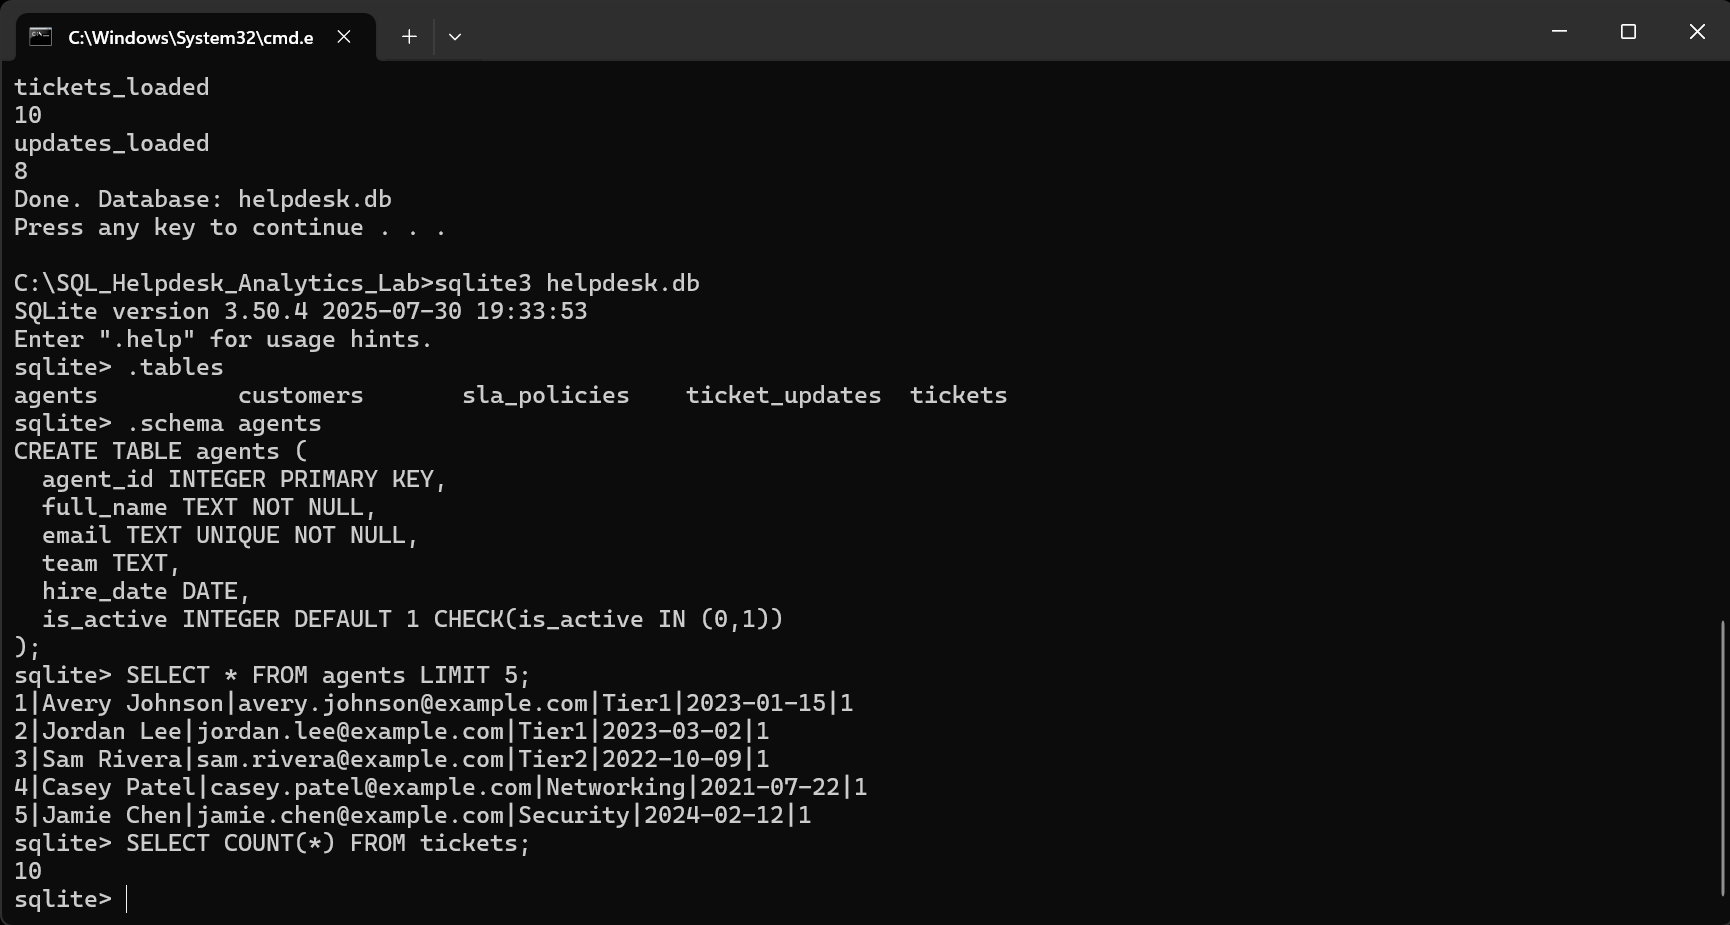 C:\Windows\System32\cmd.e
tickets_loaded
10
updates_loaded
8
Done. Database: helpdesk.db
Press any key to continue . . .
C:\SQL_Helpdesk_Analytics_Lab>sqlite3 helpdesk.db
SQLite version 3.50.4 2025-07-30 19:33:53
Enter ".help" for usage hints.
sqlite> .tables
agents          customers       sla_policies    ticket_updates  tickets
sqlite> .schema agents
CREATE TABLE agents (
  agent_id INTEGER PRIMARY KEY,
  full_name TEXT NOT NULL,
  email TEXT UNIQUE NOT NULL,
  team TEXT,
  hire_date DATE,
  is_active INTEGER DEFAULT 1 CHECK(is_active IN (0,1))
);
sqlite> SELECT * FROM agents LIMIT 5;
1|Avery Johnson|avery.johnson@example.com|Tier1|2023-01-15|1
2|Jordan Lee|jordan.lee@example.com|Tier1|2023-03-02|1
3|Sam Rivera|sam.rivera@example.com|Tier2|2022-10-09|1
4|Casey Patel|casey.patel@example.com|Networking|2021-07-22|1
5|Jamie Chen|jamie.chen@example.com|Security|2024-02-12|1
sqlite> SELECT COUNT(*) FROM tickets;
10
sqlite>